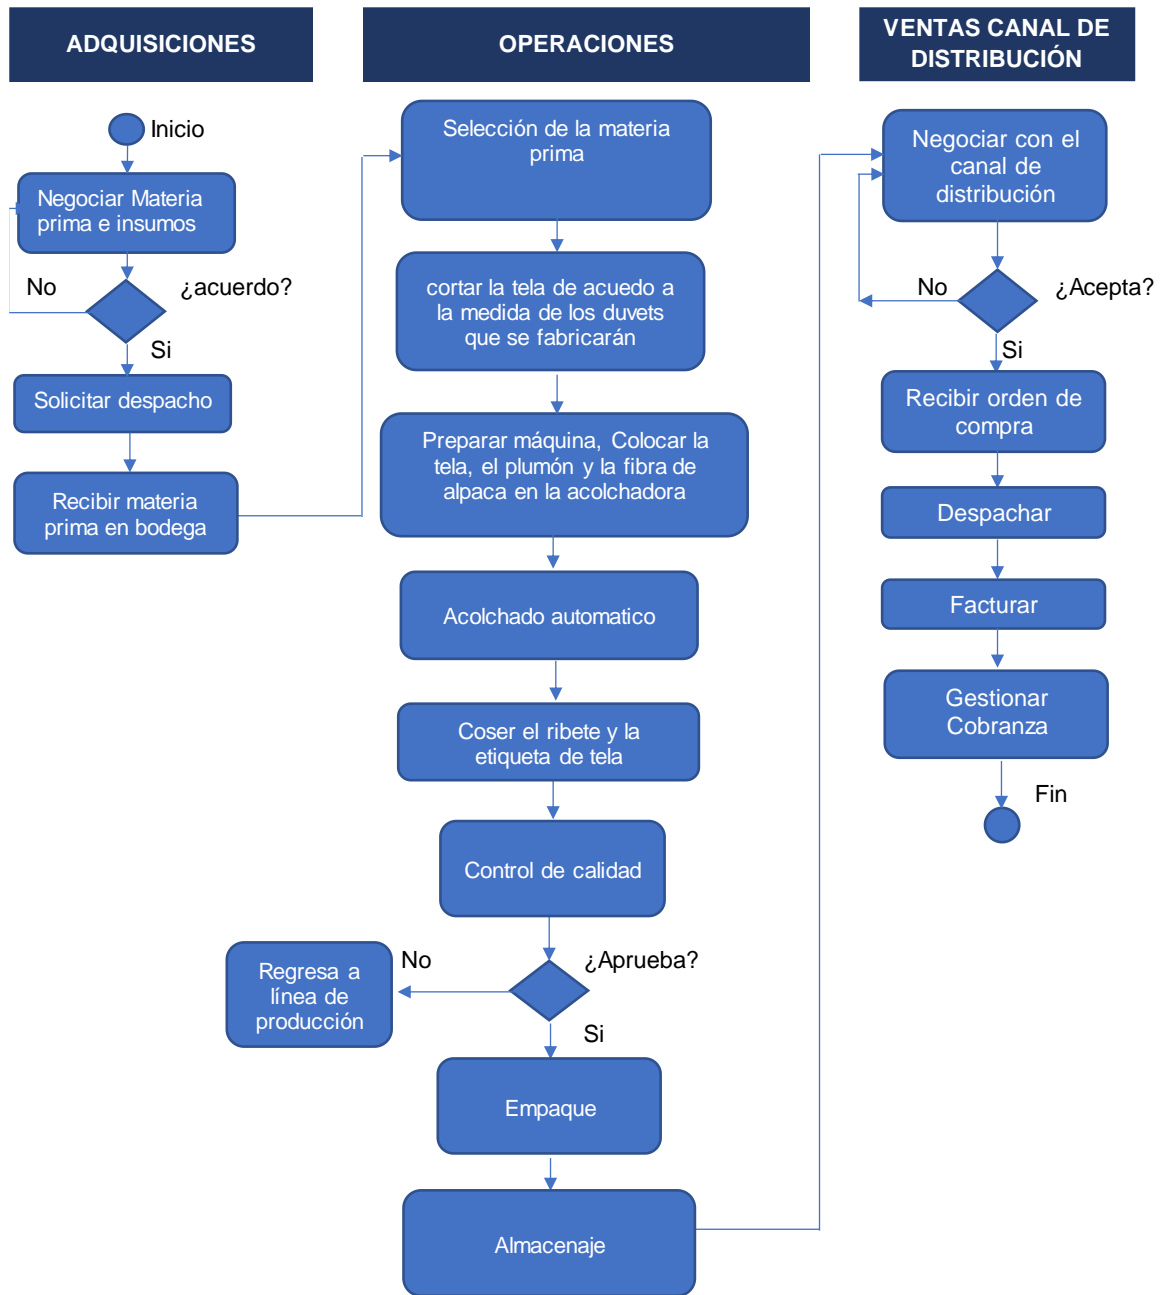 ADQUISICIONES
Inicio
Negociar Materia
prima e insumos
No
¿acuerdo?
Si
Solicitar despacho
Recibir materia
prima en bodega
OPERACIONES
Selección de la materia
prima
cortar la tela de acuedo a
la medida de los duvets
que se fabricarán
Preparar máquina, Colocar la
tela, el plumón y la fibra de
alpaca en la acolchadora
Acolchado automatico
Coser el ribete y la
etiqueta de tela
Control de calidad
No
¿Aprueba?
Regresa a
línea de
producción
Si
Empaque
Almacenaje
VENTAS CANAL DE
DISTRIBUCIÓN
Negociar con el
canal de
distribución
No
¿Acepta?
Si
Recibir orden de
compra
Despachar
Facturar
Gestionar
Cobranza
Fin